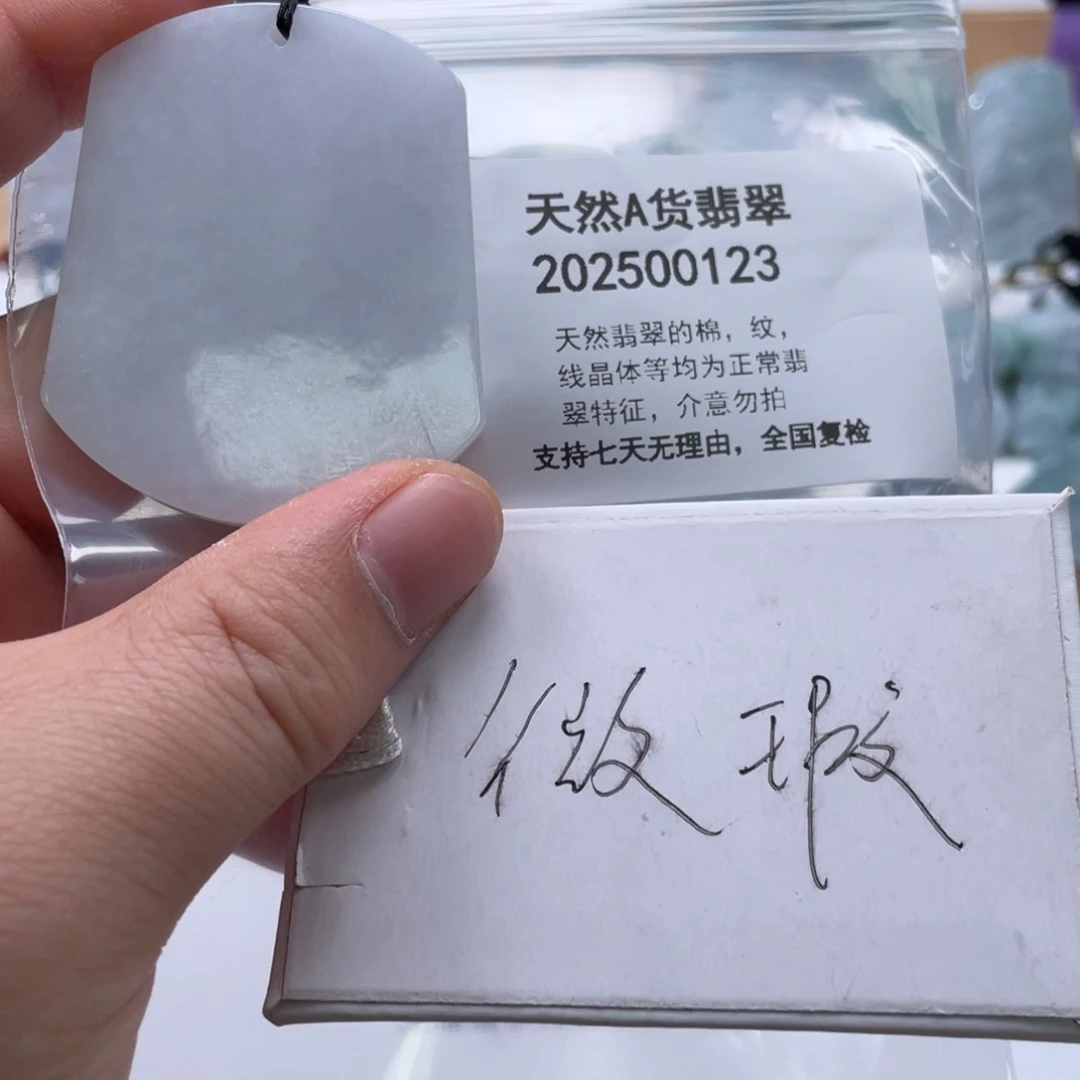 天然A货翡翠
202500123
天然翡翠的棉，纹，
线晶体等均为正常翡
翠特征，介意勿拍
支持七天无理由，全国复检
微瑕